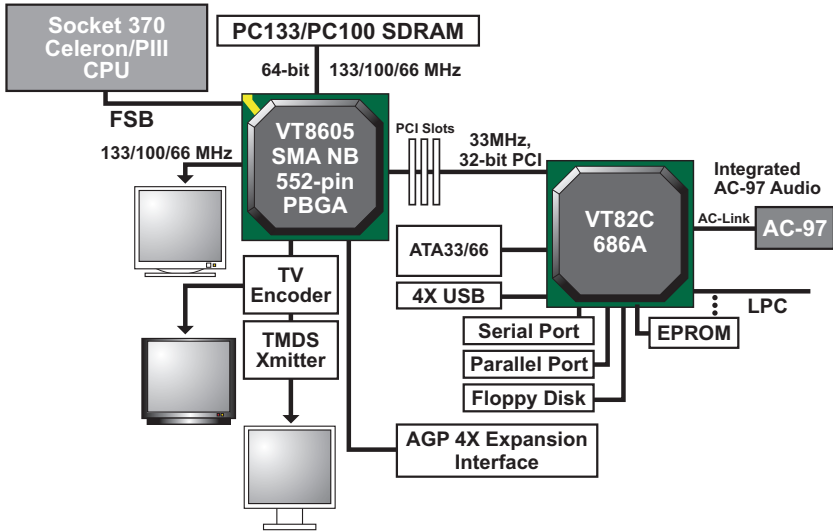 Socket 370
Celeron/PIII
CPU
PC133/PC100 SDRAM
64-bit
133/100/66 MHz
FSB
133/100/66 MHz
VT8605
SMA NB
552-pin
PBGA
PCI Slots
33MHz,
32-bit PCI
VT82C
686A
Integrated
AC-97 Audio
AC-Link
AC-97
TV
Encoder
ATA33/66
4X USB
LPC
Serial Port
EPROM
TMDS
Xmitter
Parallel Port
Floppy Disk
AGP 4X Expansion
Interface